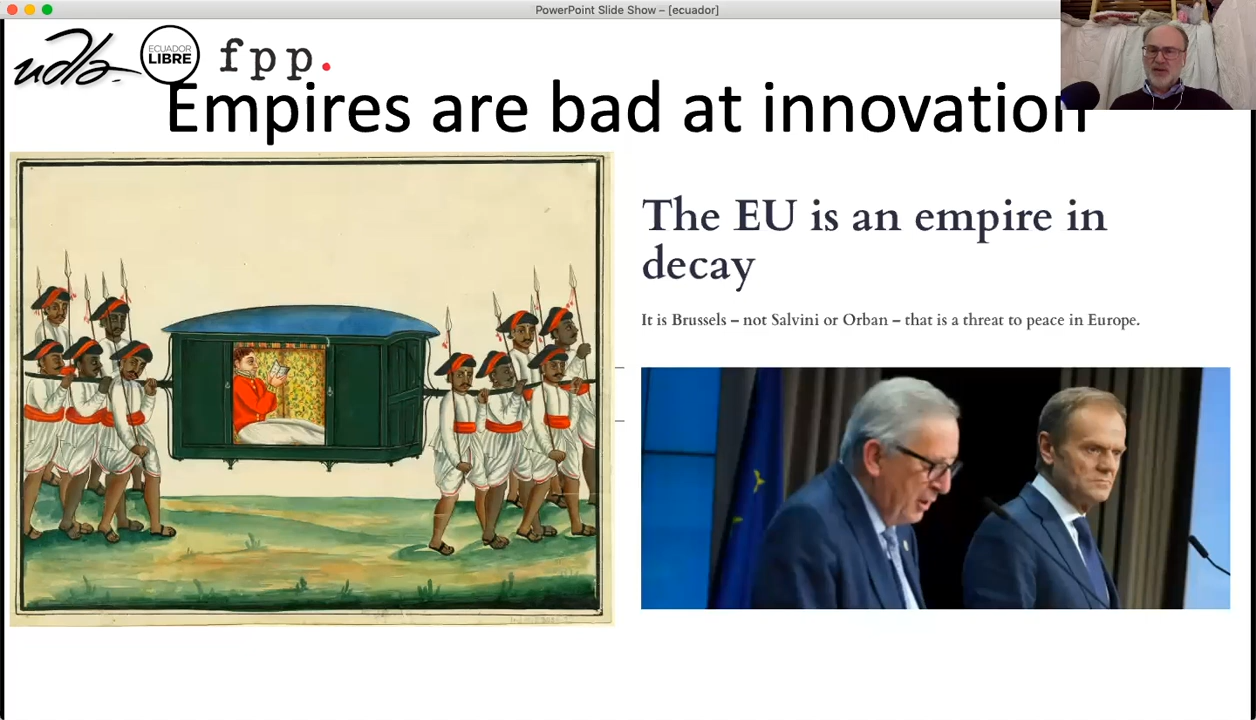 PowerPoint Slide Show – [ecuador]
udla-
ECUADOR
LIBRE
fpp.
Empires are bad at innovation
The EU is an empire in
decay
It is Brussels – not Salvini or Orban – that is a threat to peace in Europe.